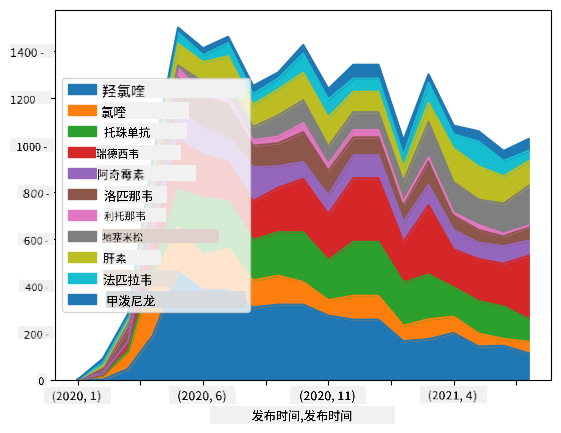 1400 -
1200
1000 -
800 -
600-
400 -
200 -
0
羟氯喹
氯喹
托珠单抗
瑞德西韦
阿奇霉素
洛匹那韦
利托那韦
地塞米松
肝素
法匹拉韦
甲泼尼龙
(2020, 1) (2020, 6) (2020, 11) (2021, 4)
发布时间,发布时间